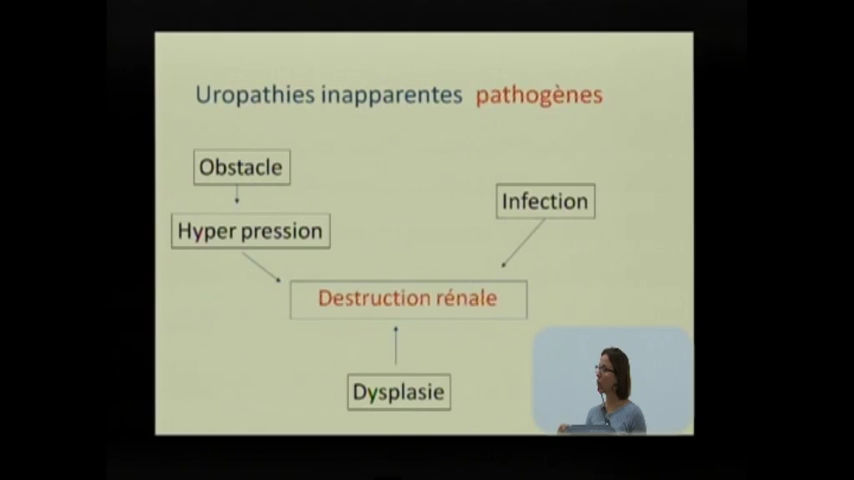 Uropathies inapparentes pathogènes
Obstacle
Infection
Hyper pression
Destruction rénale
Dysplasie